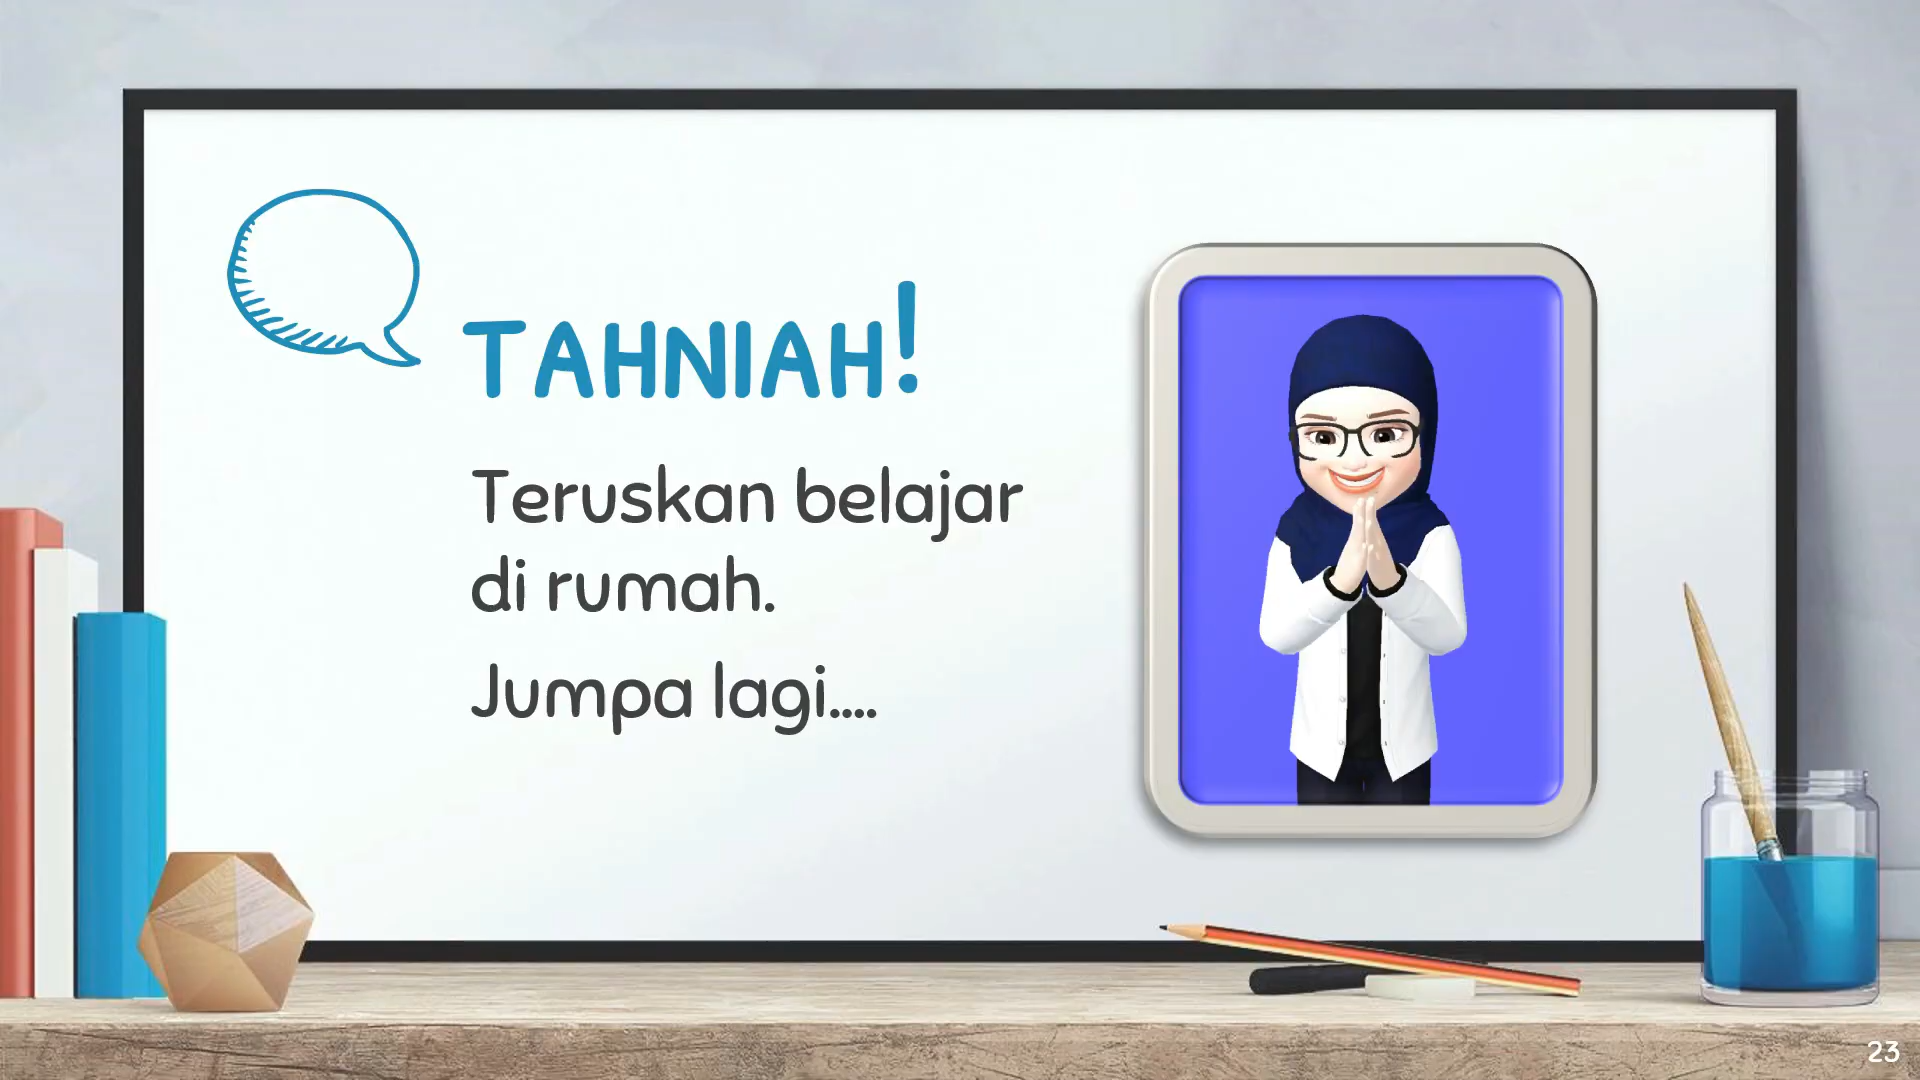 TAHNIAH!
Teruskan belajar
di rumah.
Jumpa lagi....
23